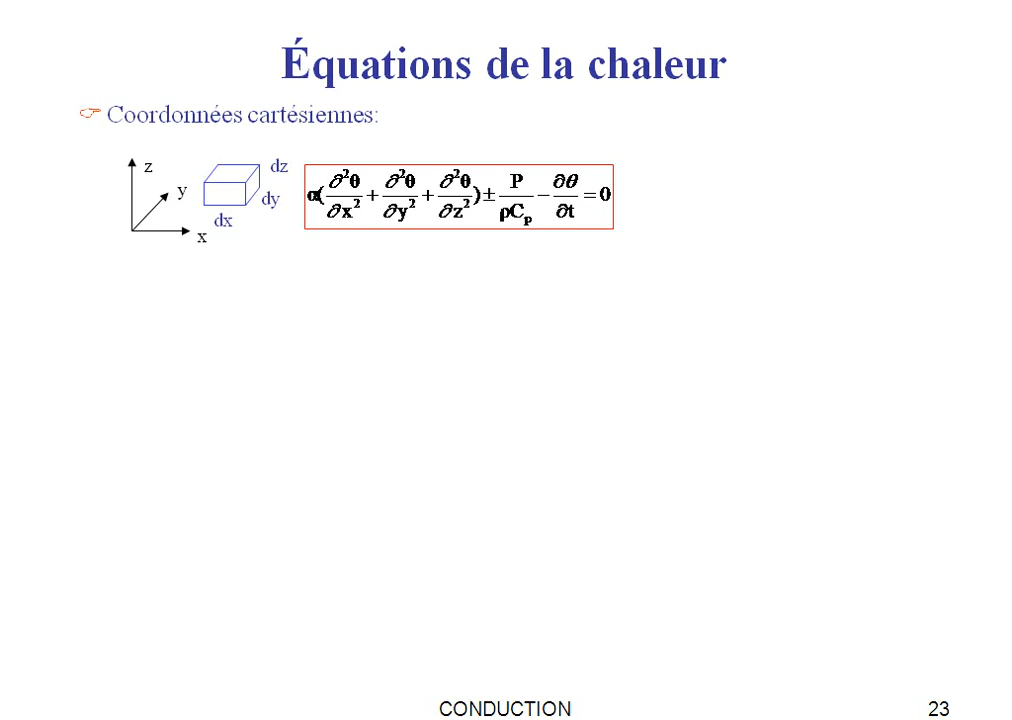 Équations de la chaleur
Coordonnées cartésiennes:
z
y
x
dz
dy
dx
α(∂²θ/∂x² + ∂²θ/∂y² + ∂²θ/∂z²) ± P/ρCₚ − ∂θ/∂t = 0
CONDUCTION
23